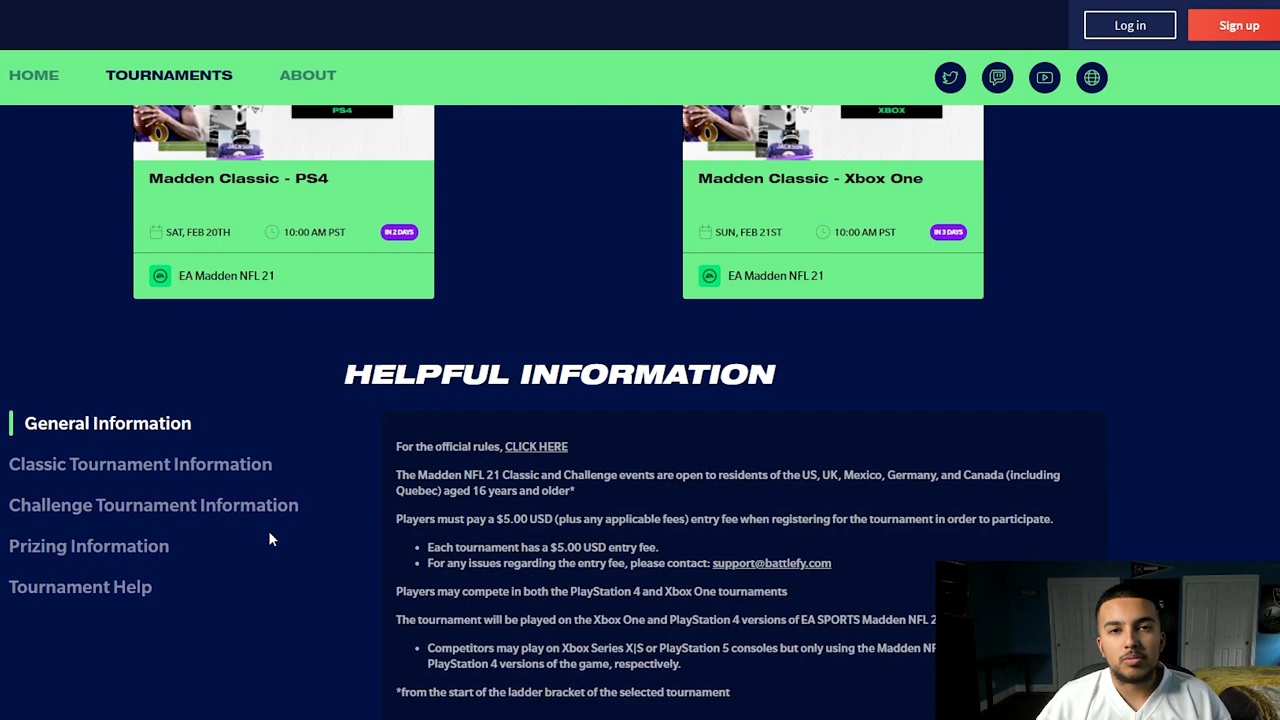 Log in
Sign up
HOME
TOURNAMENTS
ABOUT
PS4
XBOX
JACKSON
JACKSON
Madden Classic - PS4
Madden Classic - Xbox One
SAT, FEB 20TH
10:00 AM PST
IN 2 DAYS
SUN, FEB 21ST
10:00 AM PST
IN 3 DAYS
EA
EA Madden NFL 21
EA
EA Madden NFL 21
HELPFUL INFORMATION
General Information
Classic Tournament Information
Challenge Tournament Information
Prizing Information
Tournament Help
For the official rules, CLICK HERE
The Madden NFL 21 Classic and Challenge events are open to residents of the US, UK, Mexico, Germany, and Canada (including
Quebec) aged 16 years and older*
Players must pay a $5.00 USD (plus any applicable fees) entry fee when registering for the tournament in order to participate.
• Each tournament has a $5.00 USD entry fee.
• For any issues regarding the entry fee, please contact: support@battlefy.com
Players may compete in both the PlayStation 4 and Xbox One tournaments
The tournament will be played on the Xbox One and PlayStation 4 versions of EA SPORTS Madden NFL
• Competitors may play on Xbox Series X|S or PlayStation 5 consoles but only using the Madden
PlayStation 4 versions of the game, respectively.
*from the start of the ladder bracket of the selected tournament